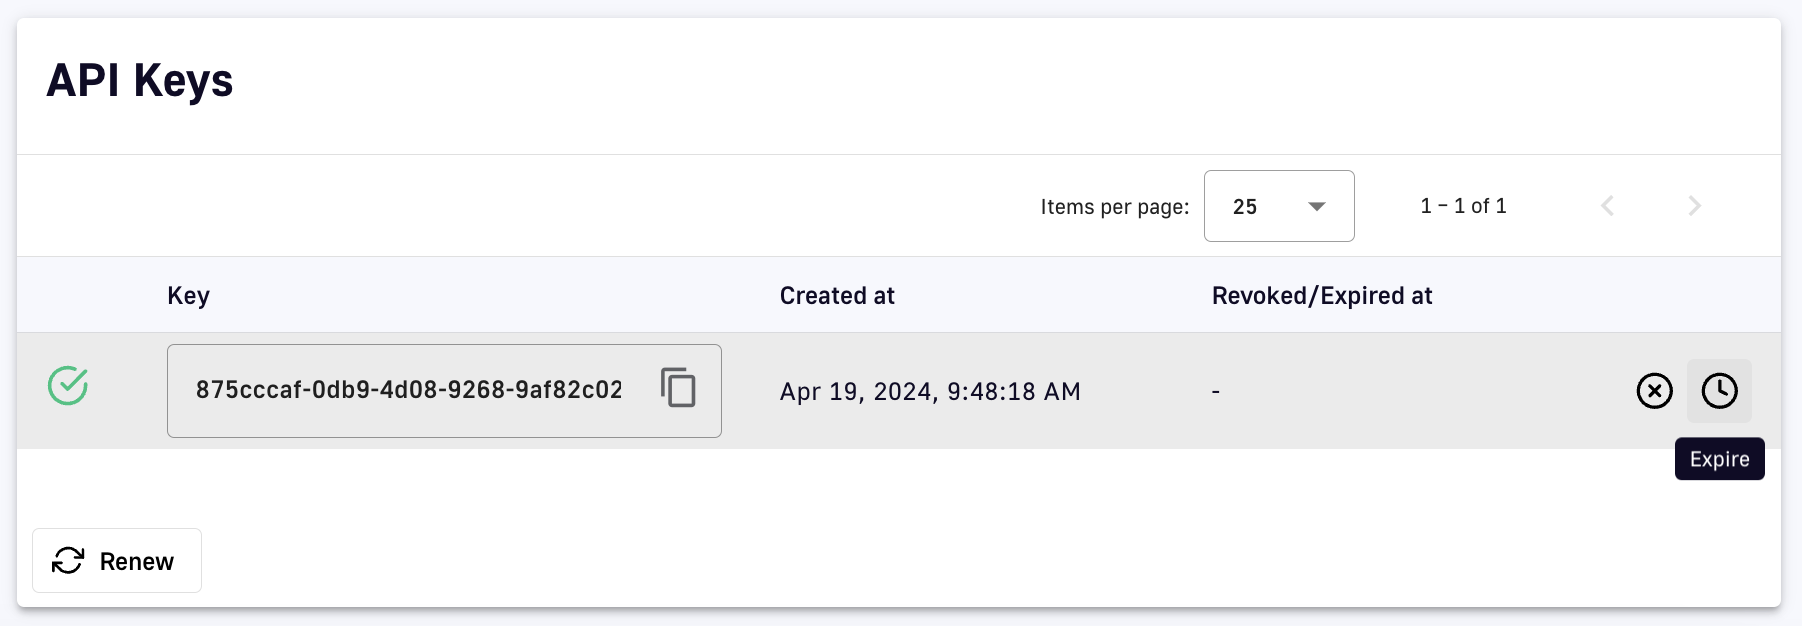 API Keys
Items per page: 25 1 – 1 of 1
Key Created at Revoked/Expired at
875cccaf-0db9-4d08-9268-9af82c02 Apr 19, 2024, 9:48:18 AM -
Expire
Renew